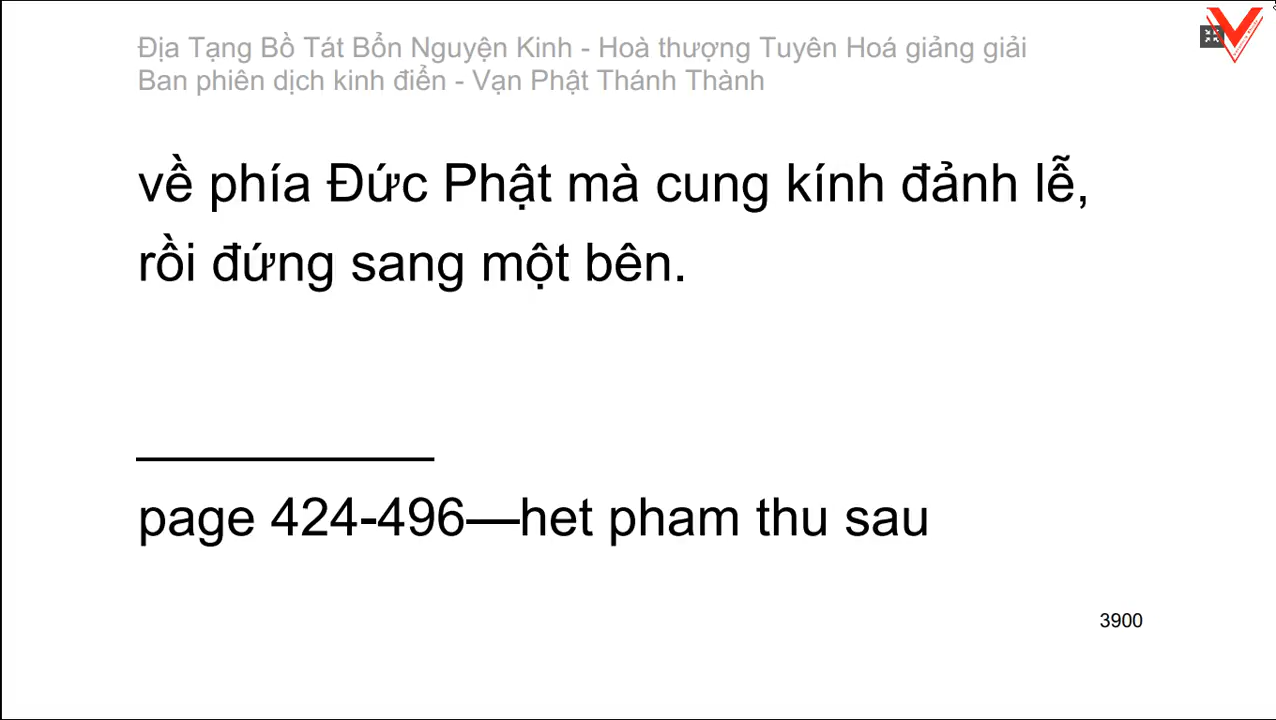 Địa Tạng Bồ Tát Bổn Nguyện Kinh - Hoà thượng Tuyên Hoá giảng giải
Ban phiên dịch kinh điển - Vạn Phật Thánh Thành
về phía Đức Phật mà cung kính đảnh lễ,
rồi đứng sang một bên.
page 424-496—het pham thu sau
3900